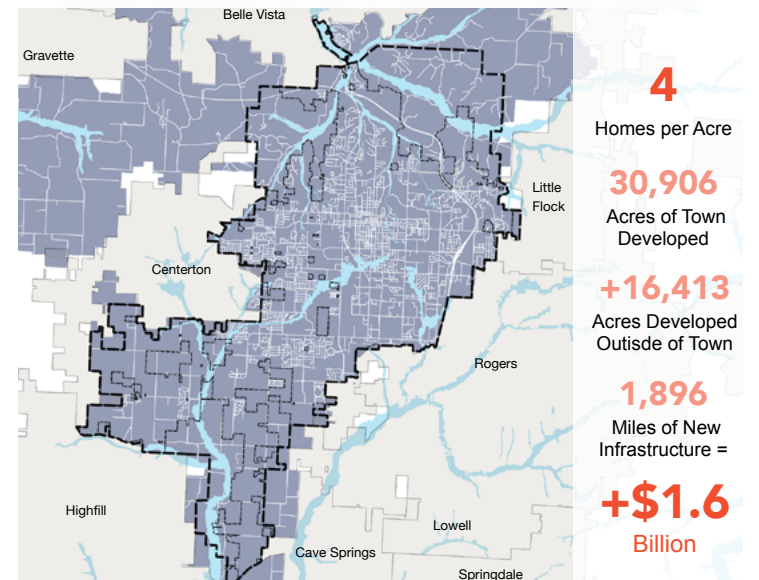 Belle Vista
Gravette
Little
Flock
Centerton
Rogers
Highfill
Lowell
Cave Springs
Springdale
4
Homes per Acre
30,906
Acres of Town
Developed
+16,413
Acres Developed
Outisde of Town
1,896
Miles of New
Infrastructure =
+$1.6
Billion